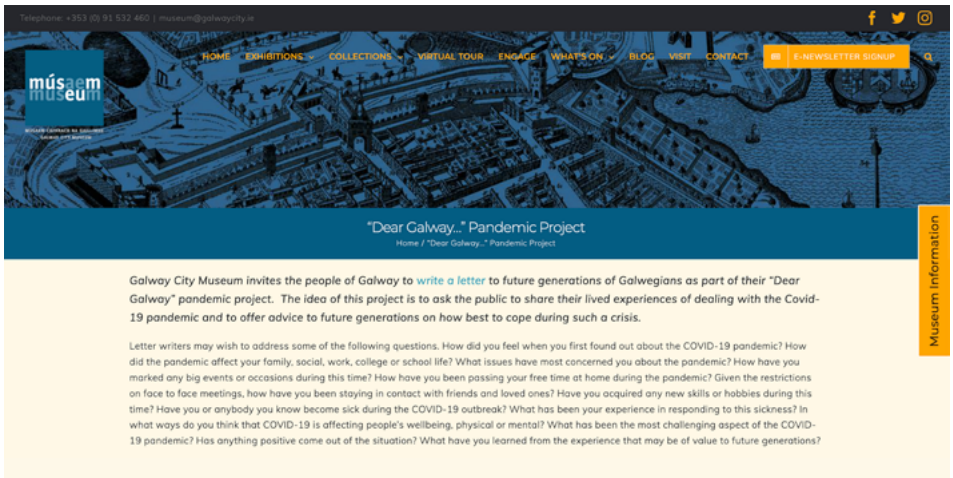 Telephone: +353 (0) 91 532 460 | museum@galwaycity.ie
HOME EXHIBITIONS COLLECTIONS VIRTUAL TOUR ENGAGE WHAT'S ON BLOG VISIT CONTACT E-NEWSLETTER SIGNUP
músaem
museum
GALWAY CITY MUSEUM
"Dear Galway..." Pandemic Project
Home / "Dear Galway..." Pandemic Project
Museum Information
Galway City Museum invites the people of Galway to write a letter to future generations of Galwegians as part of their "Dear
Galway" pandemic project. The idea of this project is to ask the public to share their lived experiences of dealing with the Covid-
19 pandemic and to offer advice to future generations on how best to cope during such a crisis.
Letter writers may wish to address some of the following questions. How did you feel when you first found out about the COVID-19 pandemic? How
did the pandemic affect your family, social, work, college or school life? What issues have most concerned you about the pandemic? How have you
marked any big events or occasions during this time? How have you been passing your free time at home during the pandemic? Given the restrictions
on face to face meetings, how have you been staying in contact with friends and loved ones? Have you acquired any new skills or hobbies during this
time? Have you or anybody you know become sick during the COVID-19 outbreak? What has been your experience in responding to this sickness? In
what ways do you think that COVID-19 is affecting people's wellbeing, physical or mental? What has been the most challenging aspect of the COVID-
19 pandemic? Has anything positive come out of the situation? What have you learned from the experience that may be of value to future generations?